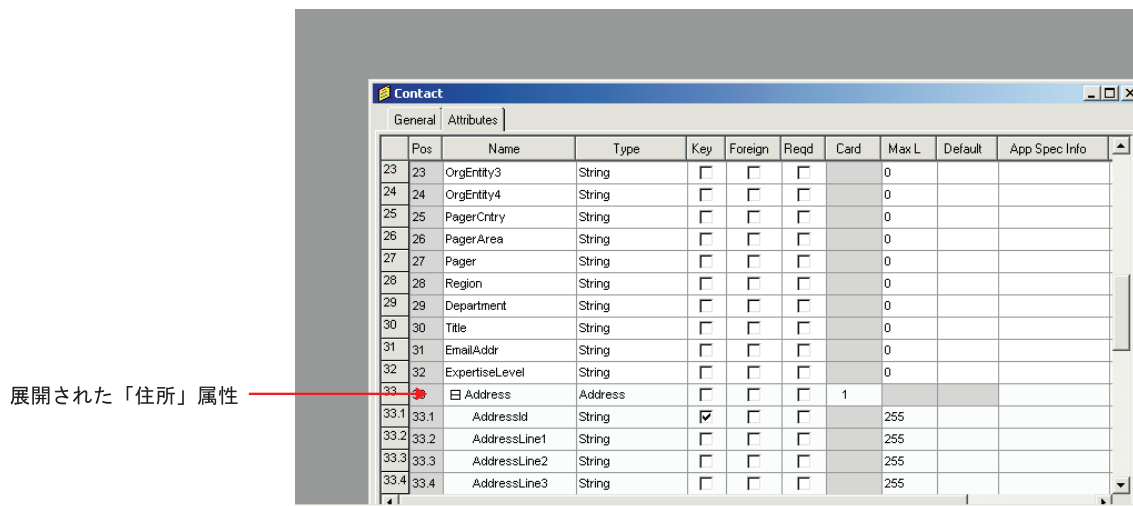 Contact
General Attributes
Pos Name Type Key Foreign Reqd Card Max L Default App Spec Info
23 23 OrgEntity3 String 0
24 24 OrgEntity4 String 0
25 25 PagerCntry String 0
26 26 PagerArea String 0
27 27 Pager String 0
28 28 Region String 0
29 29 Department String 0
30 30 Title String 0
31 31 EmailAddr String 0
32 32 ExpertiseLevel String 0
展開された「住所」属性 33 Address Address 1
33.1 33.1 AddressId String 255
33.2 33.2 AddressLine1 String 255
33.3 33.3 AddressLine2 String 255
33.4 33.4 AddressLine3 String 255